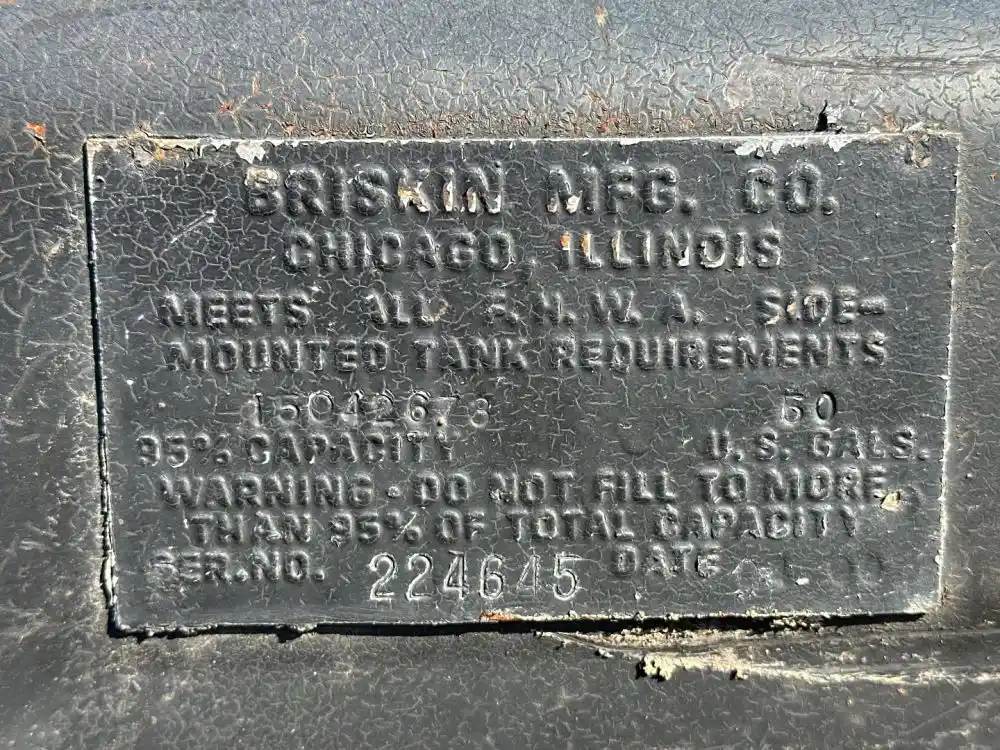 BRISKIN MFG. CO.
CHICAGO, ILLINOIS
MEETS ALL F.H.W.A. SIDE-
MOUNTED TANK REQUIREMENTS
15042678 50
95% CAPACITY U.S. GALS.
WARNING - DO NOT FILL TO MORE
THAN 95% OF TOTAL CAPACITY
SER.NO. 224645 DATE